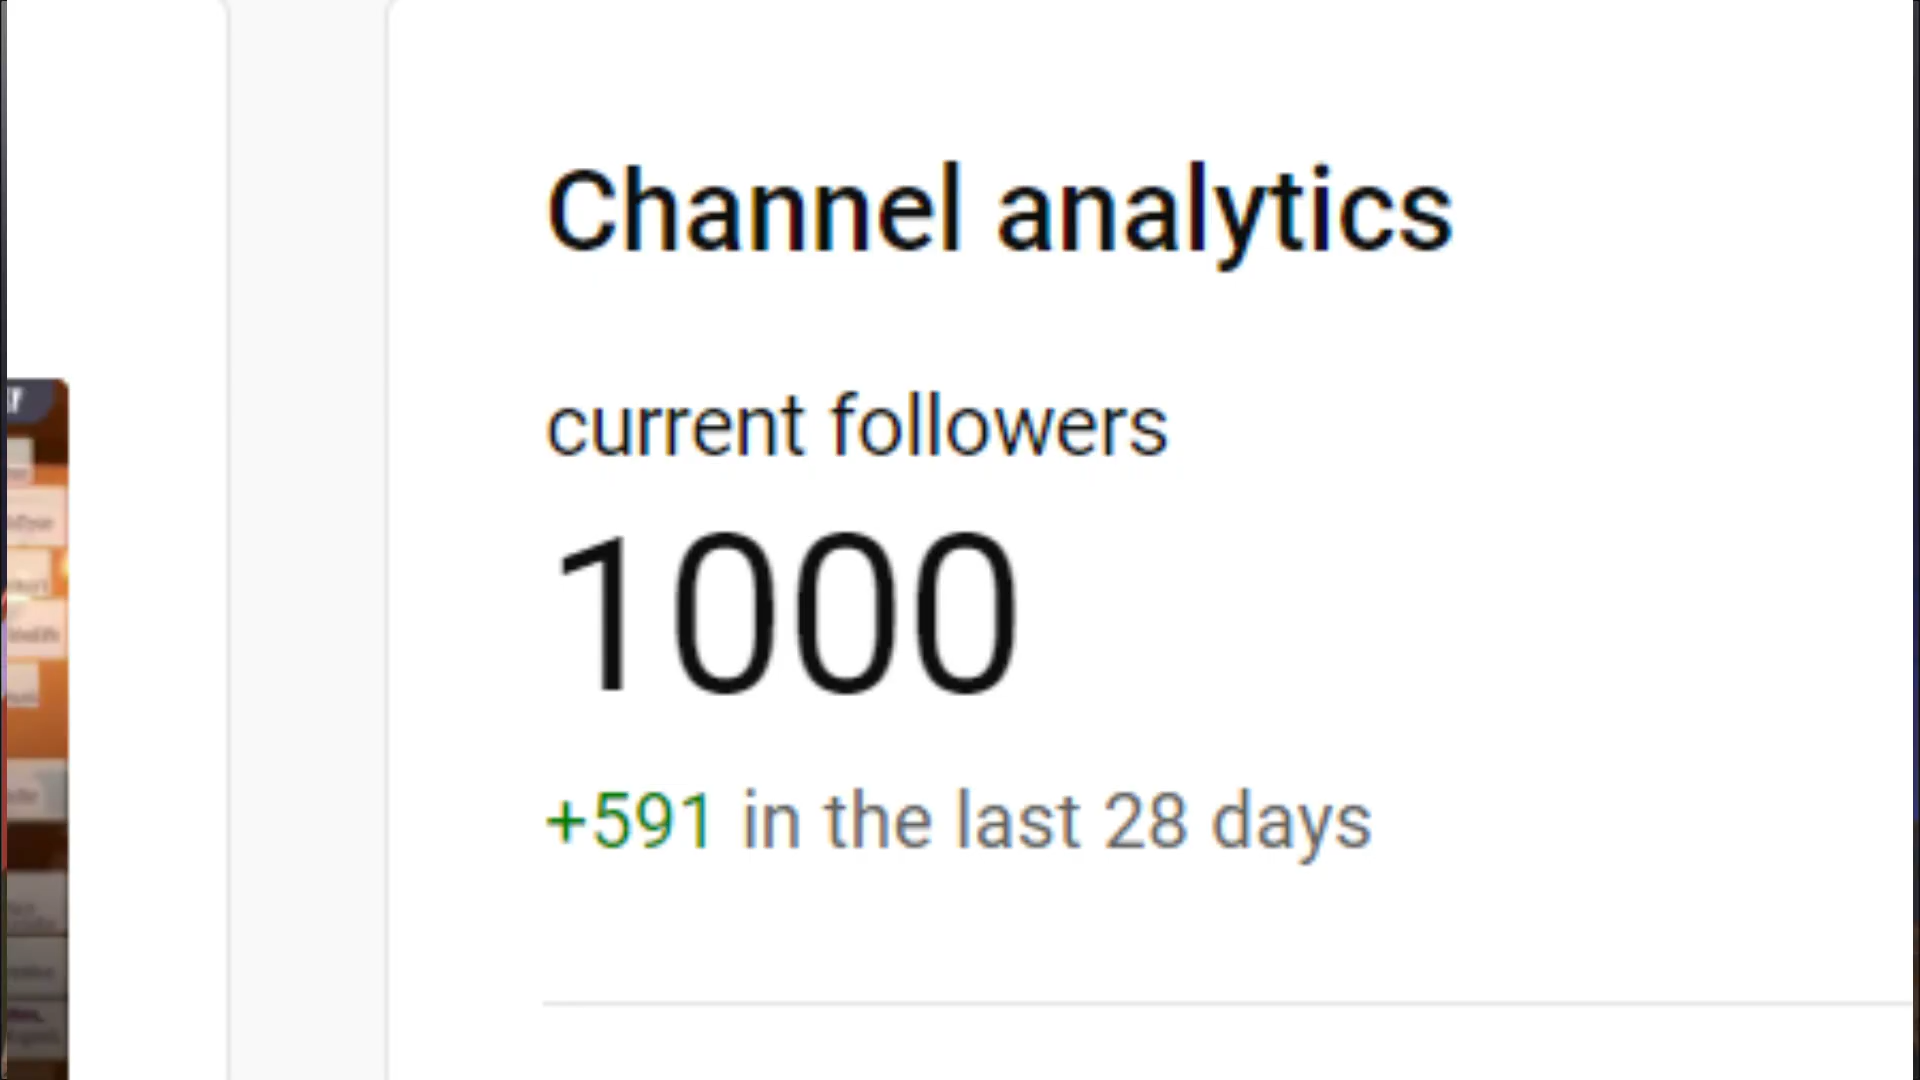 Channel analytics
current followers
1000
+591 in the last 28 days